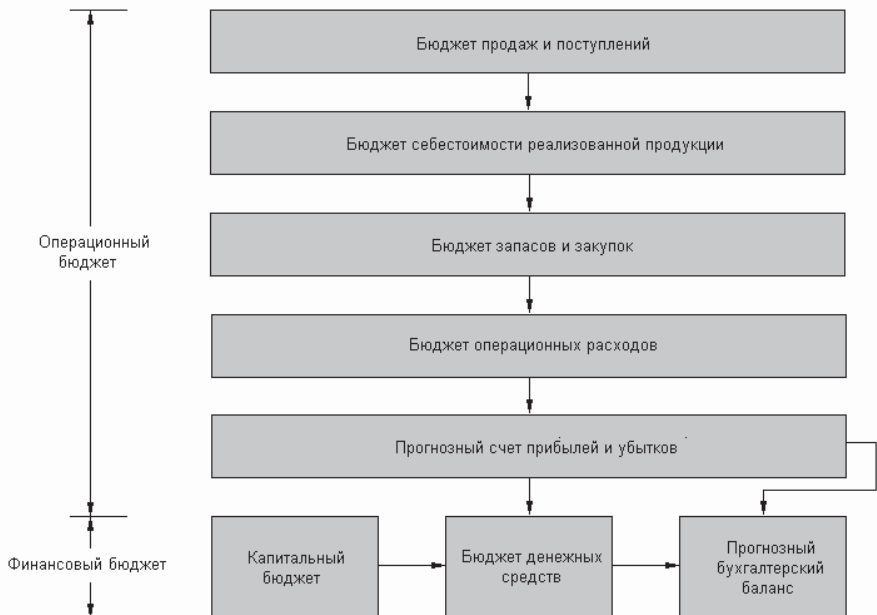 Бюджет продаж и поступлений
Бюджет себестоимости реализованной продукции
Операционный
бюджет
Бюджет запасов и закупок
Бюджет операционных расходов
Прогнозный счет прибылей и убытков
Финансовый бюджет
Капитальный
бюджет
Бюджет денежных
средств
Прогнозный
бухгалтерский
баланс